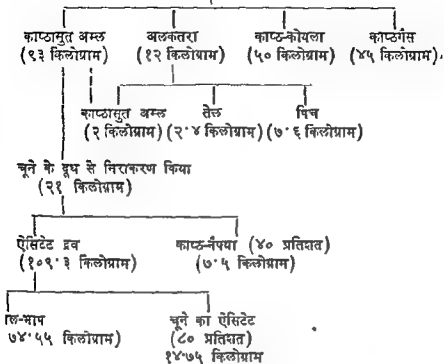 काष्ठासुत अम्ल अलकतरा काष्ठ-कोयला काष्ठगैस
(९३ किलोग्राम) (१२ किलोग्राम) (५० किलोग्राम) (४५ किलोग्राम)
काष्ठासुत अम्ल तेल पिच
(२ किलोग्राम) (२·४ किलोग्राम) (७·६ किलोग्राम)
चूने के दूध से निराकरण किया
(२१ किलोग्राम)
ऐसिटेट द्रव काष्ठ-नैफ्था (४० प्रतिशत)
(१०९·३ किलोग्राम) (७·५ किलोग्राम)
ल-भाप चूने का ऐसिटेट
७४·५५ किलोग्राम) (८० प्रतिशत)
१४·७५ किलोग्राम